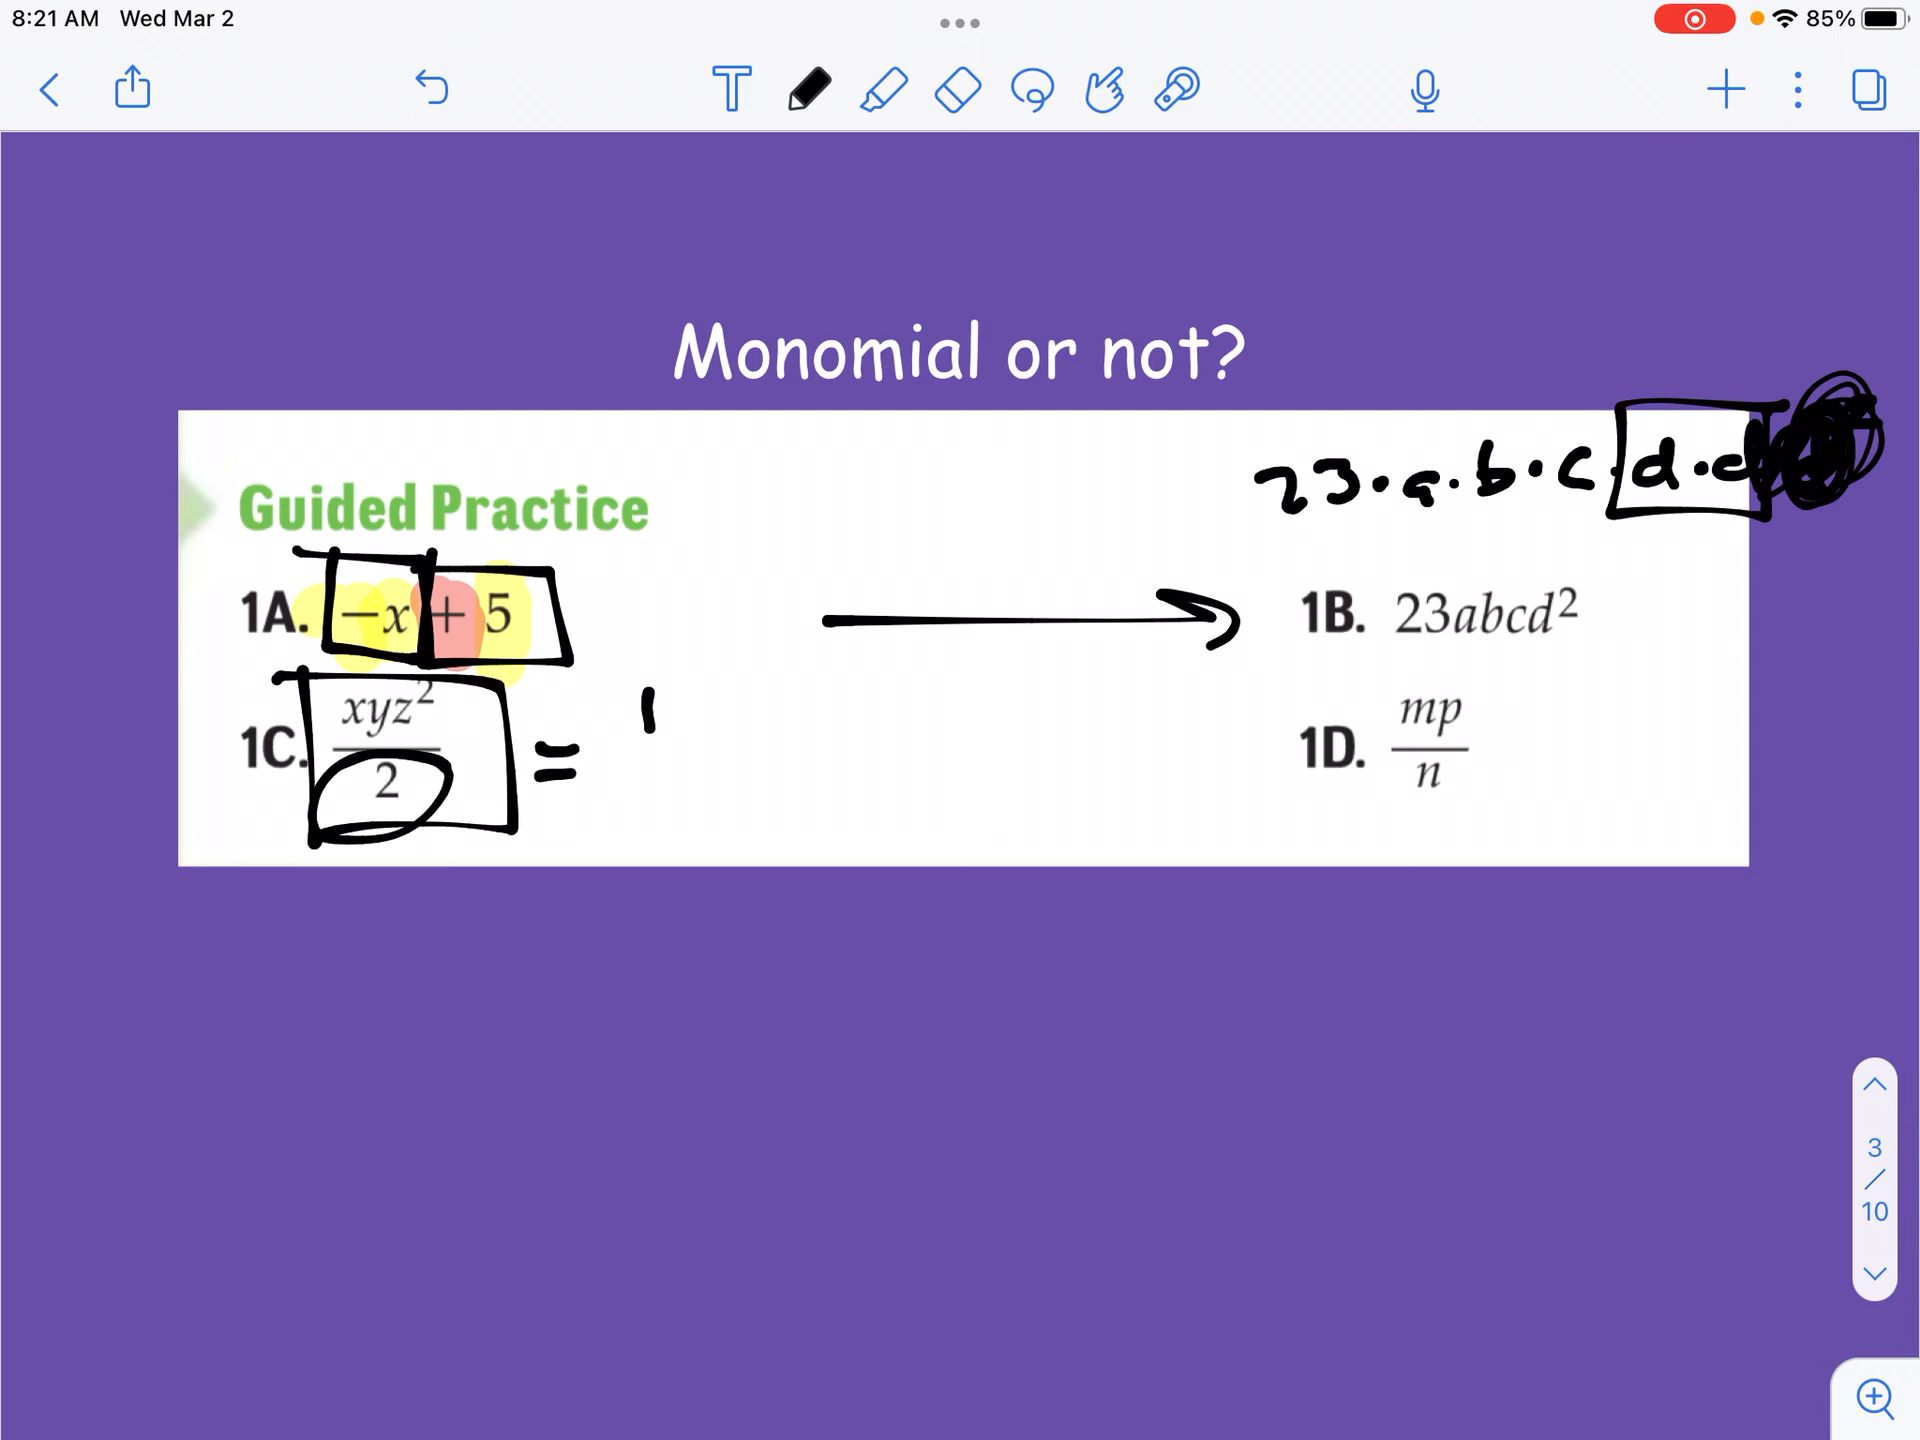 8:21 AM Wed Mar 2
85%
Monomial or not?
23·a·b·c·d·d
Guided Practice
1A. −x + 5
1B. 23abcd²
1C. xyz²/2 = 1
1D. mp/n
3
/
10